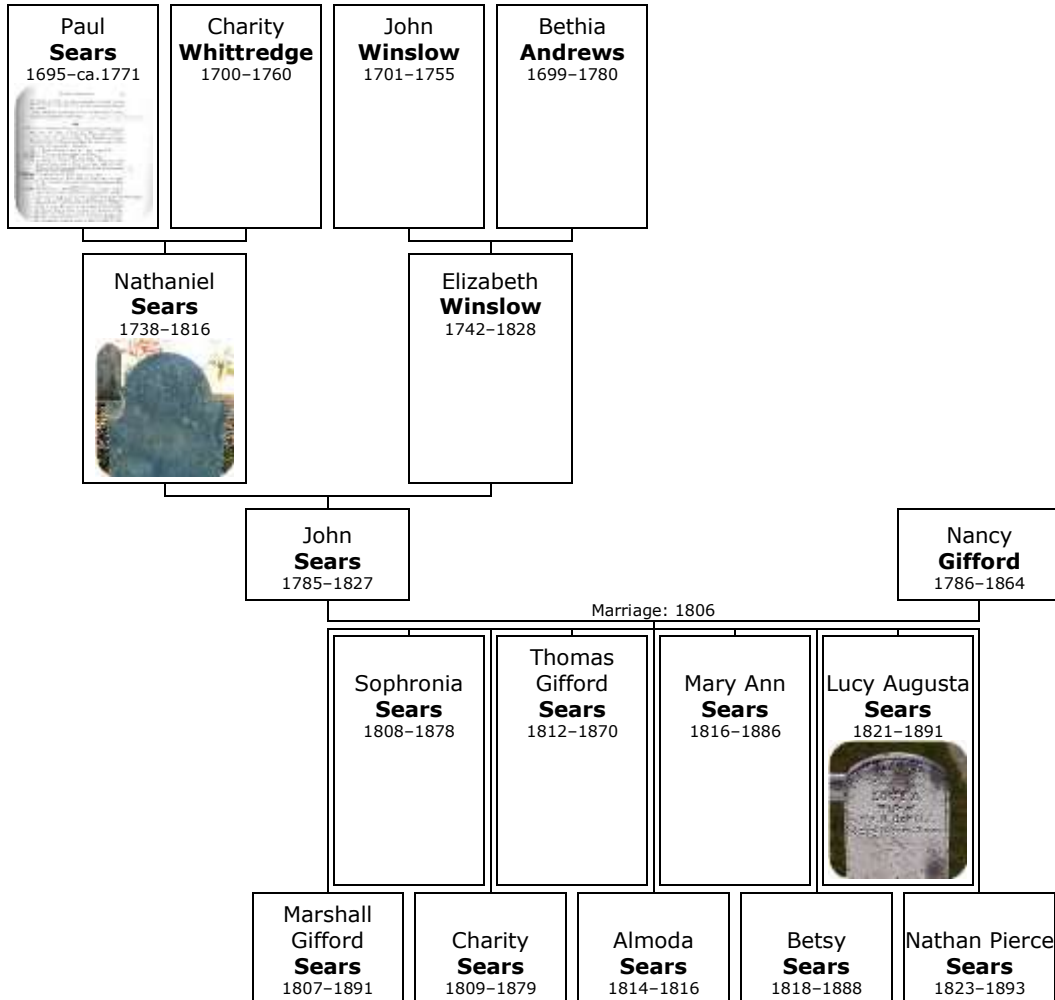 Paul
Sears
1695–ca.1771
Charity
Whittredge
1700–1760
John
Winslow
1701–1755
Bethia
Andrews
1699–1780
Nathaniel
Sears
1738–1816
Elizabeth
Winslow
1742–1828
John
Sears
1785–1827
Nancy
Gifford
1786–1864
Marriage: 1806
Sophronia
Sears
1808–1878
Thomas
Gifford
Sears
1812–1870
Mary Ann
Sears
1816–1886
Lucy Augusta
Sears
1821–1891
Marshall
Gifford
Sears
1807–1891
Charity
Sears
1809–1879
Almoda
Sears
1814–1816
Betsy
Sears
1818–1888
Nathan Pierce
Sears
1823–1893